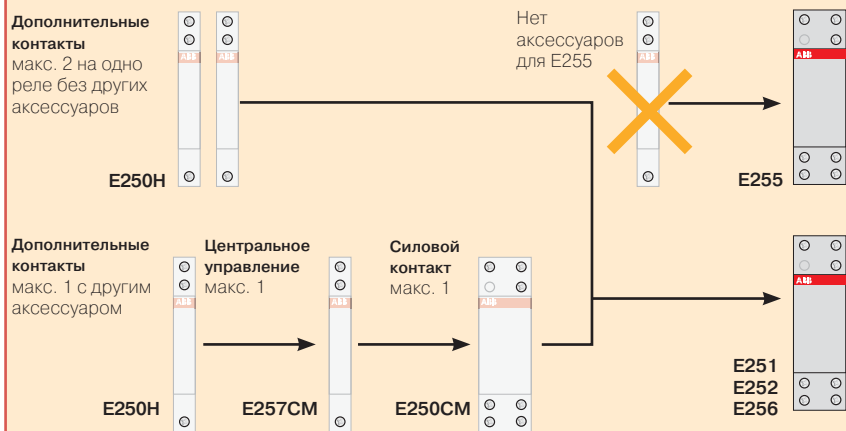 Дополнительные
контакты
макс. 2 на одно
реле без других
аксессуаров
E250H
ABB
ABB
Нет
аксессуаров
для E255
ABB
ABB
E255
Дополнительные
контакты
макс. 1 с другим
аксессуаром
E250H
ABB
Центральное
управление
макс. 1
E257CM
ABB
Силовой
контакт
макс. 1
E250CM
ABB
ABB
E251
E252
E256